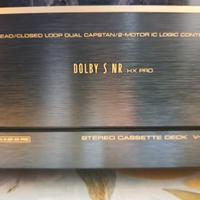 EAD/CLOSED LOOP DUAL CAPSTAN/2-MOTOR IC LOGIC CONT
DOLBY S NR HX PRO
STEREO CASSETTE DECK V-